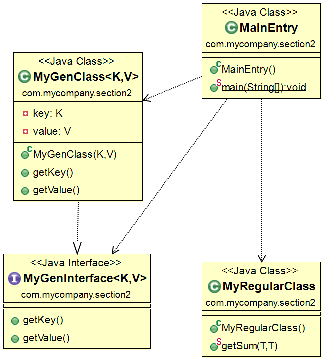 <<Java Class>>
MainEntry
com.mycompany.section2
MainEntry()
main(String[]):void
<<Java Class>>
MyGenClass<K,V>
com.mycompany.section2
key: K
value: V
MyGenClass(K,V)
getKey()
getValue()
<<Java Interface>>
MyGenInterface<K,V>
com.mycompany.section2
getKey()
getValue()
<<Java Class>>
MyRegularClass
com.mycompany.section2
MyRegularClass()
getSum(T,T)